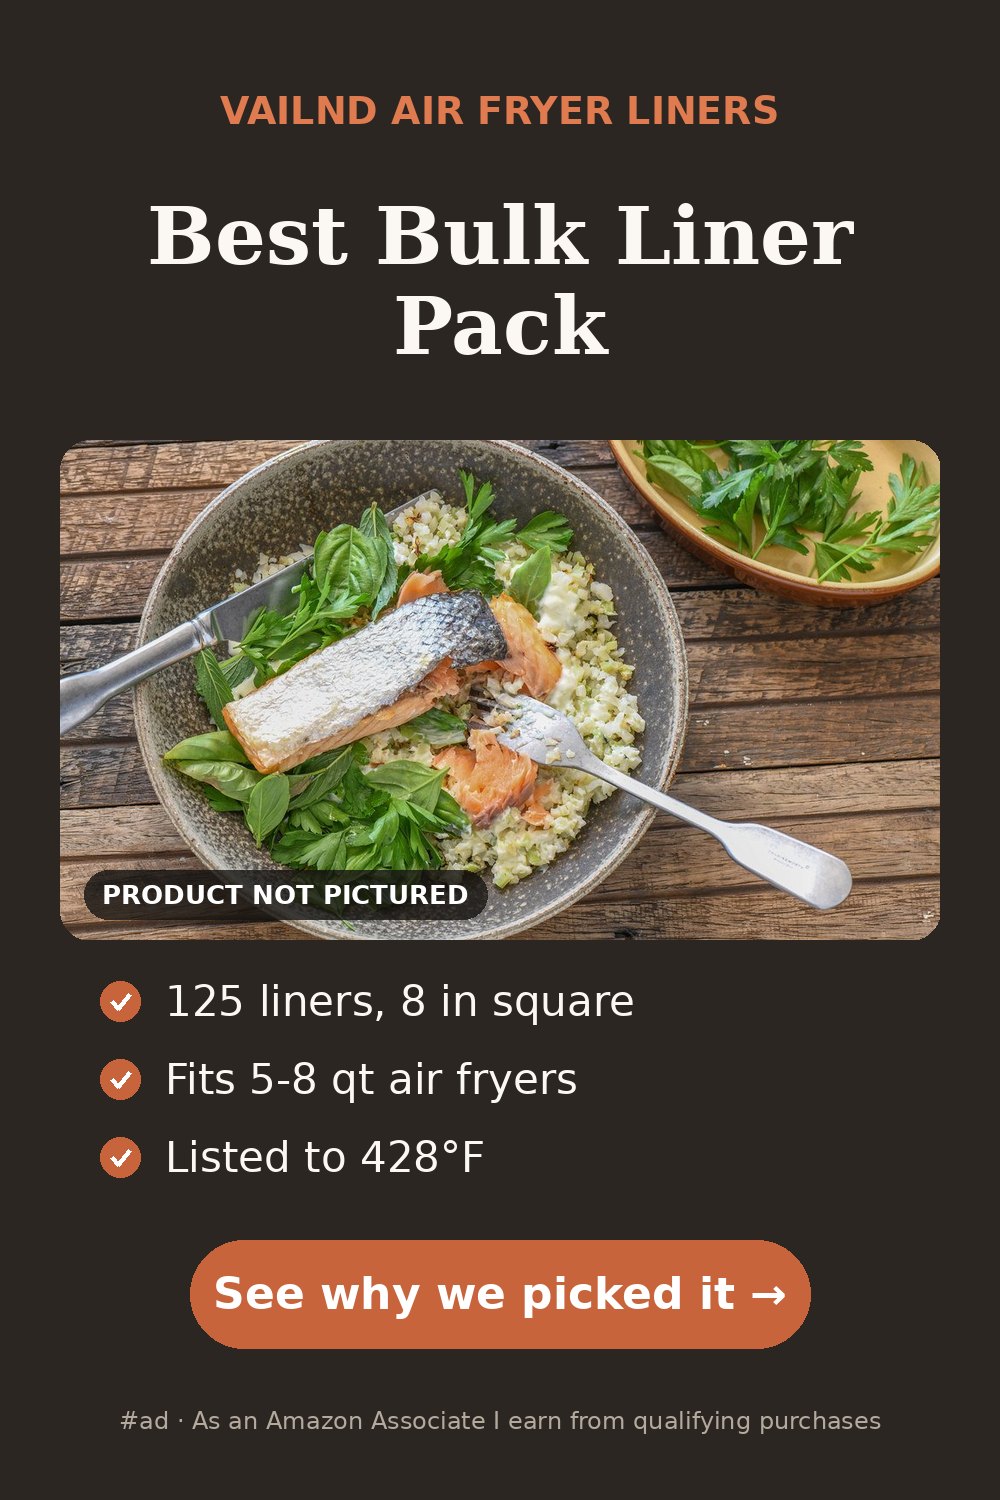 VAILND AIR FRYER LINERS
Best Bulk Liner
Pack
PRODUCT NOT PICTURED
125 liners, 8 in square
Fits 5-8 qt air fryers
Listed to 428°F
See why we picked it →
#ad · As an Amazon Associate I earn from qualifying purchases